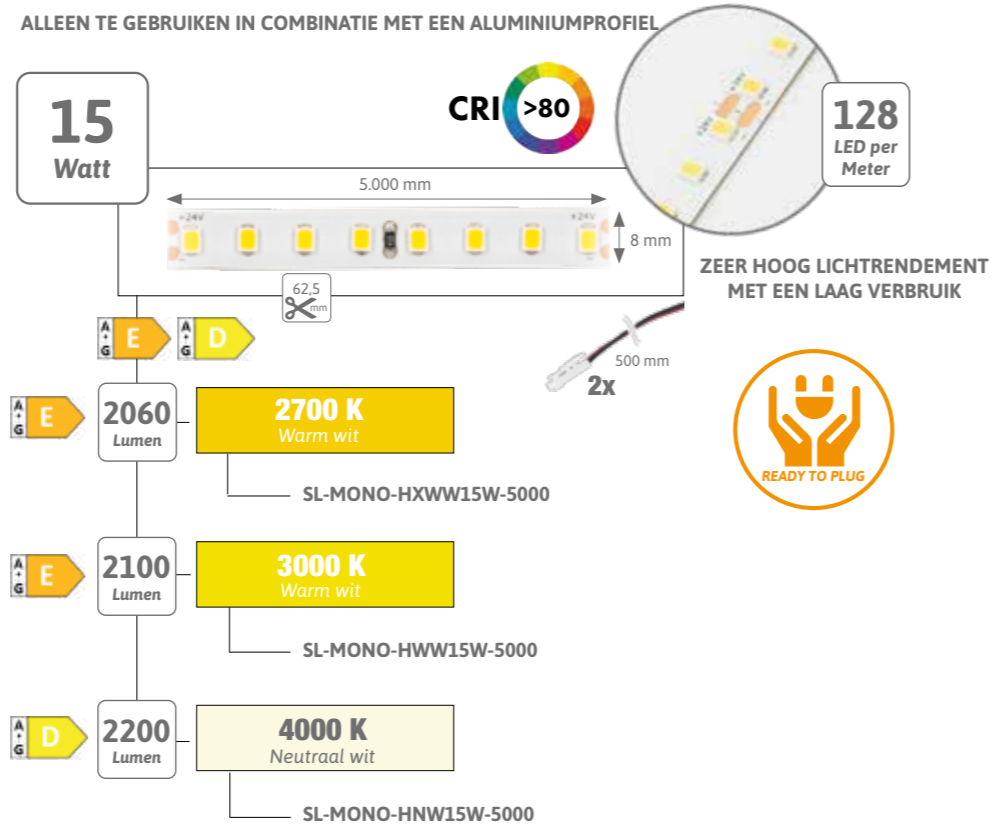 ALLEEN TE GEBRUIKEN IN COMBINATIE MET EEN ALUMINIUMPROFIEL
15
Watt
CRI >80
128
LED per
Meter
5.000 mm
+24V
+24V
8 mm
62,5
mm
+24V
+24V
ZEER HOOG LICHTRENDEMENT
MET EEN LAAG VERBRUIK
500 mm
2x
A
G
E
A
G
D
A
G
E
2060
Lumen
2700 K
Warm wit
SL-MONO-HXWW15W-5000
READY TO PLUG
A
G
E
2100
Lumen
3000 K
Warm wit
SL-MONO-HWW15W-5000
A
G
D
2200
Lumen
4000 K
Neutraal wit
SL-MONO-HNW15W-5000